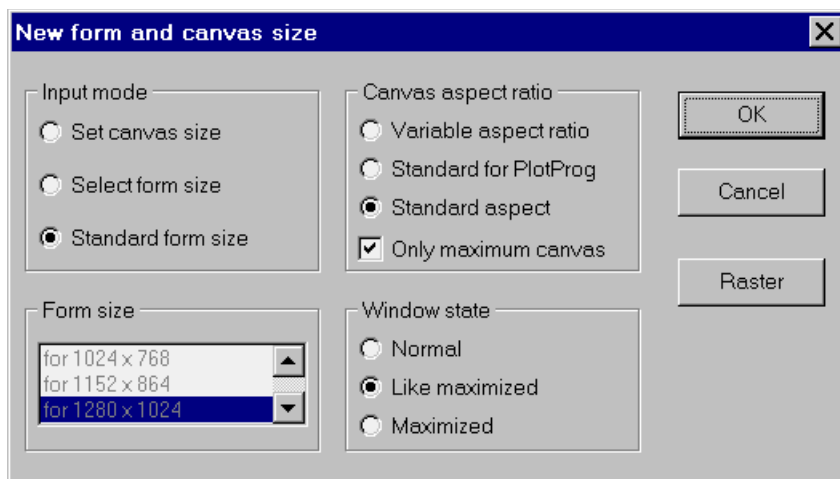 New form and canvas size
Input mode
Set canvas size
Select form size
Standard form size
Canvas aspect ratio
Variable aspect ratio
Standard for PlotProg
Standard aspect
Only maximum canvas
OK
Cancel
Raster
Form size
for 1024 x 768
for 1152 x 864
for 1280 x 1024
Window state
Normal
Like maximized
Maximized